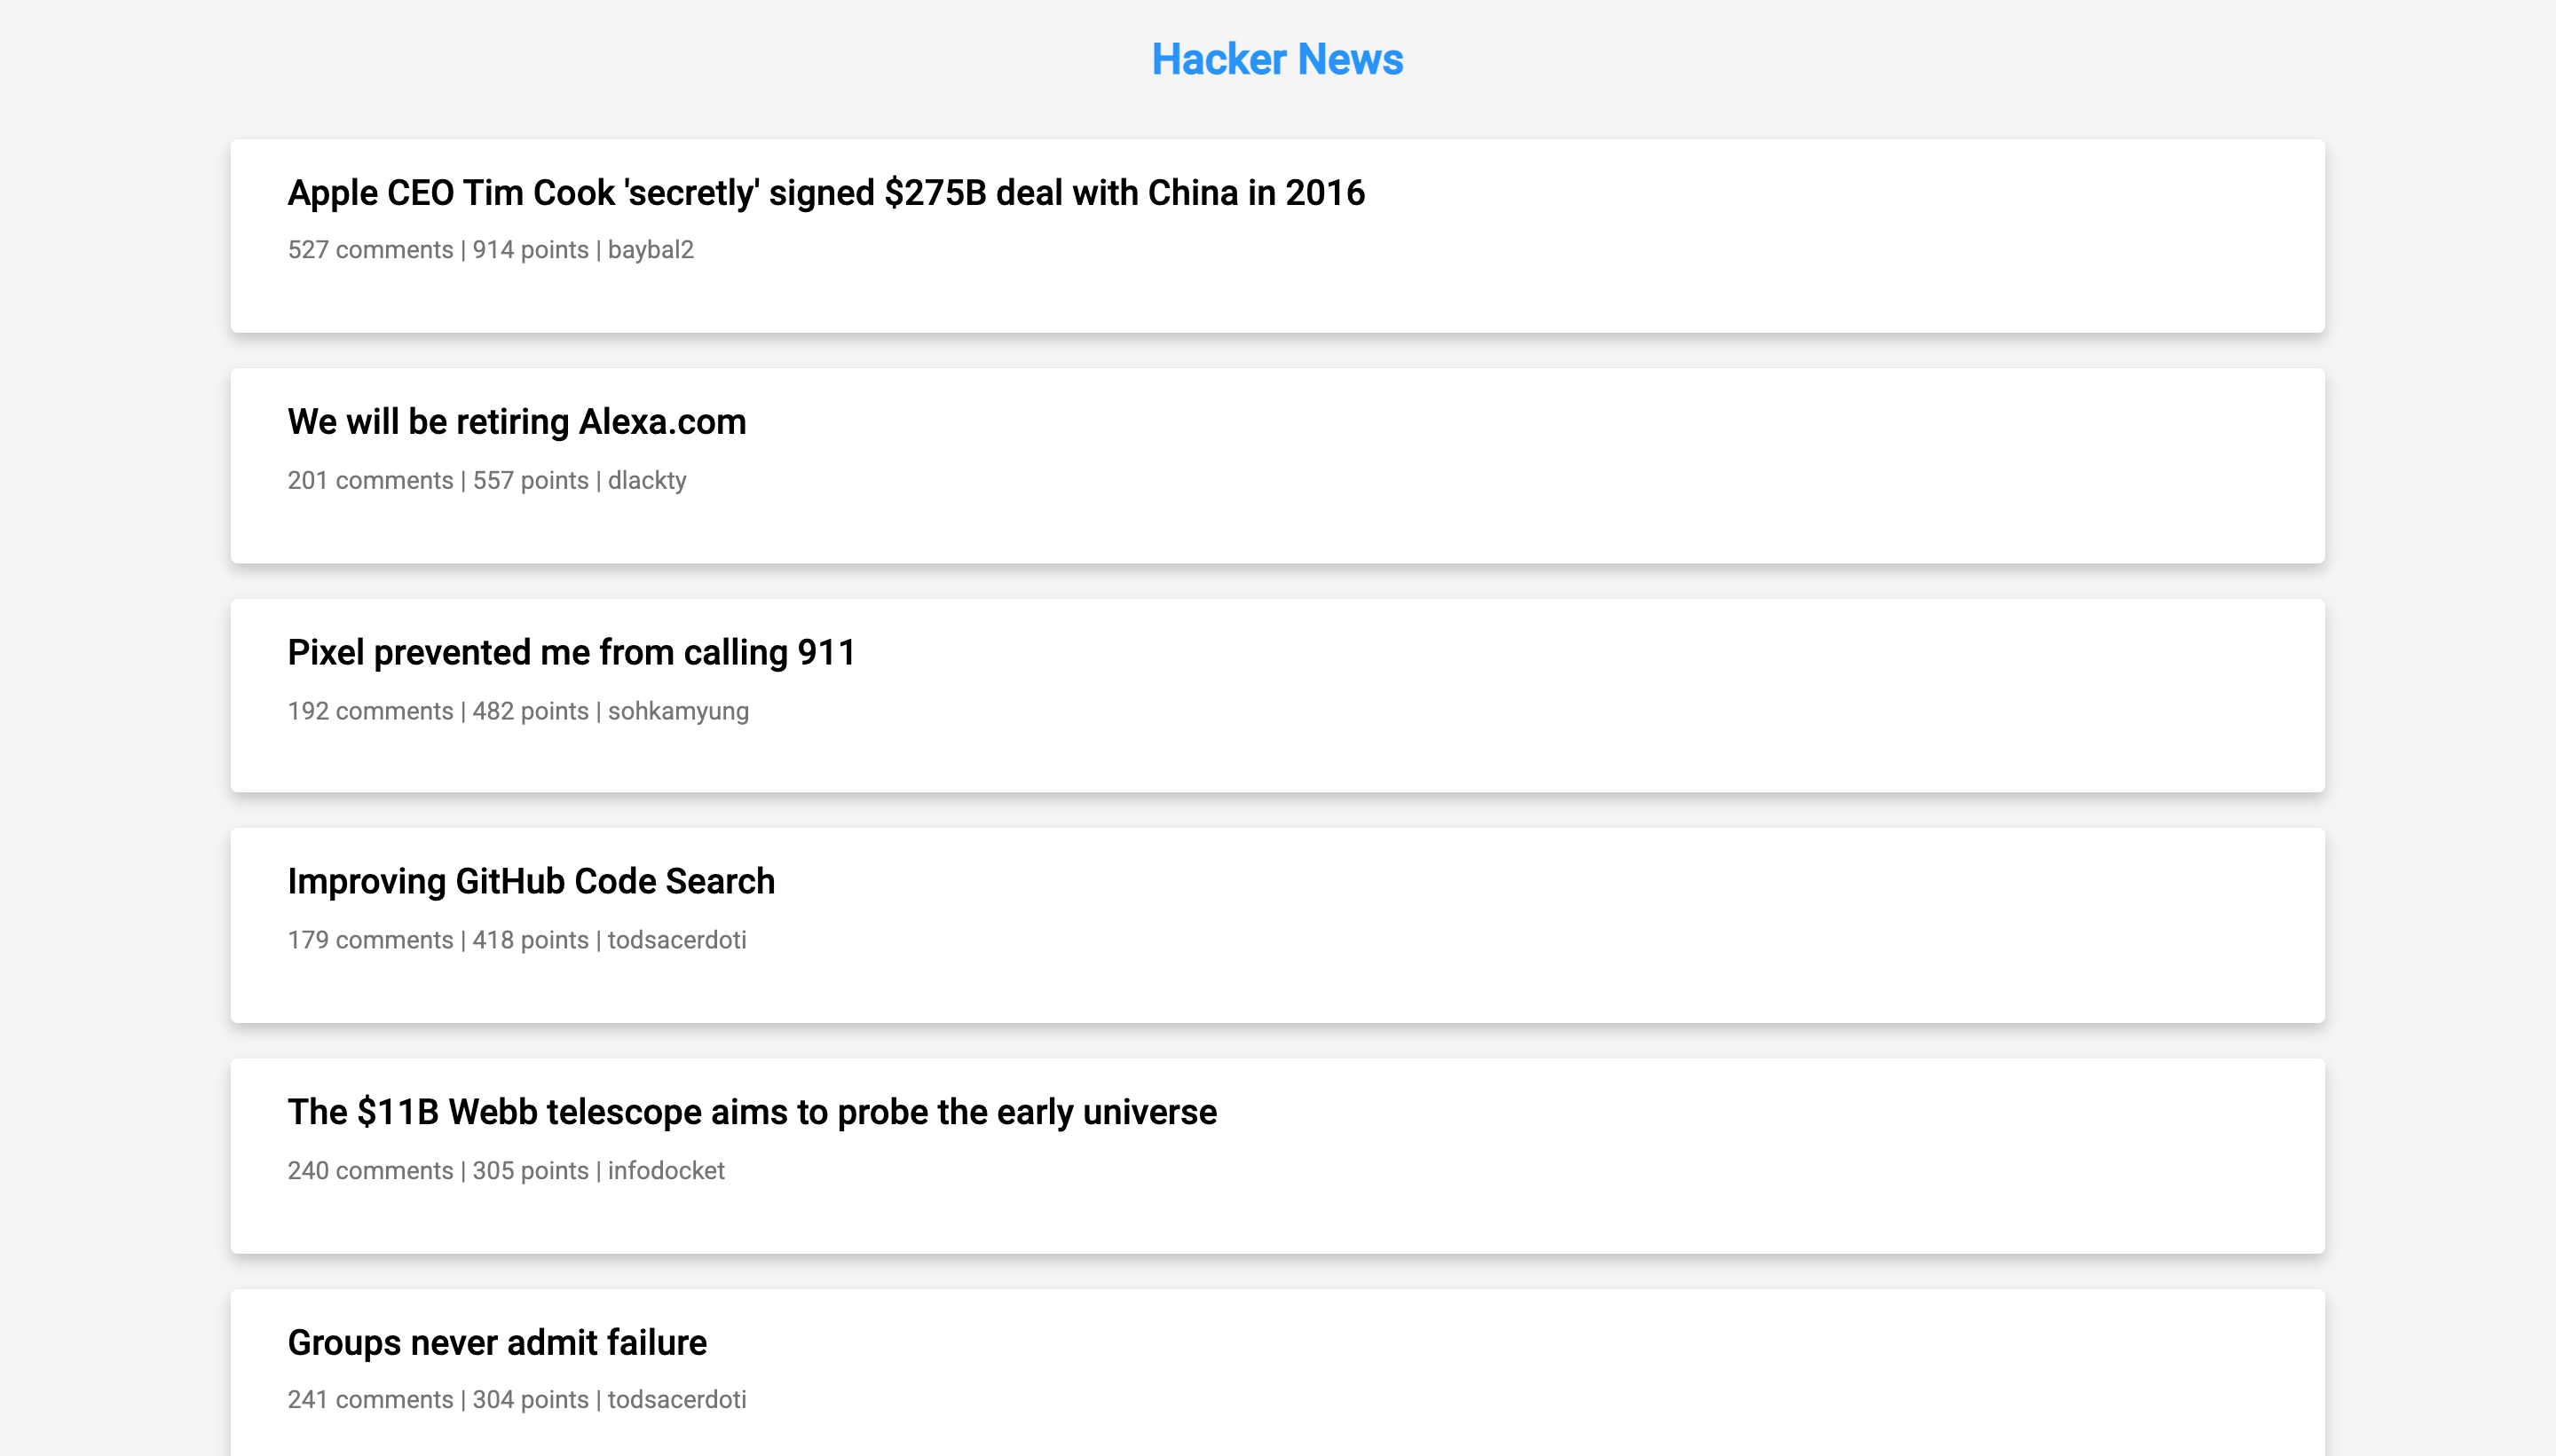 Hacker News
Apple CEO Tim Cook 'secretly' signed $275B deal with China in 2016
527 comments | 914 points | baybal2
We will be retiring Alexa.com
201 comments | 557 points | dlackty
Pixel prevented me from calling 911
192 comments | 482 points | sohkamyung
Improving GitHub Code Search
179 comments | 418 points | todsacerdoti
The $11B Webb telescope aims to probe the early universe
240 comments | 305 points | infodocket
Groups never admit failure
241 comments | 304 points | todsacerdoti